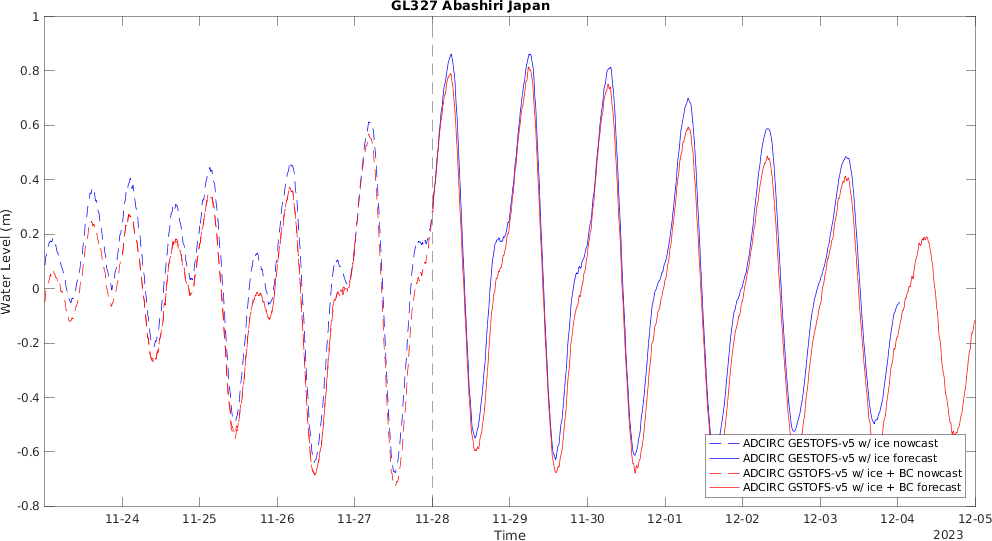 GL327 Abashiri Japan
1
0.8
0.6
0.4
0.2
0
-0.2
-0.4
-0.6
-0.8
Water Level (m)
ADCIRC GESTOFS-v5 w/ ice nowcast
ADCIRC GESTOFS-v5 w/ ice forecast
ADCIRC GSTOFS-v5 w/ ice + BC nowcast
ADCIRC GSTOFS-v5 w/ ice + BC forecast
11-24 11-25 11-26 11-27 11-28 11-29 11-30 12-01 12-02 12-03 12-04 12-05
Time
2023